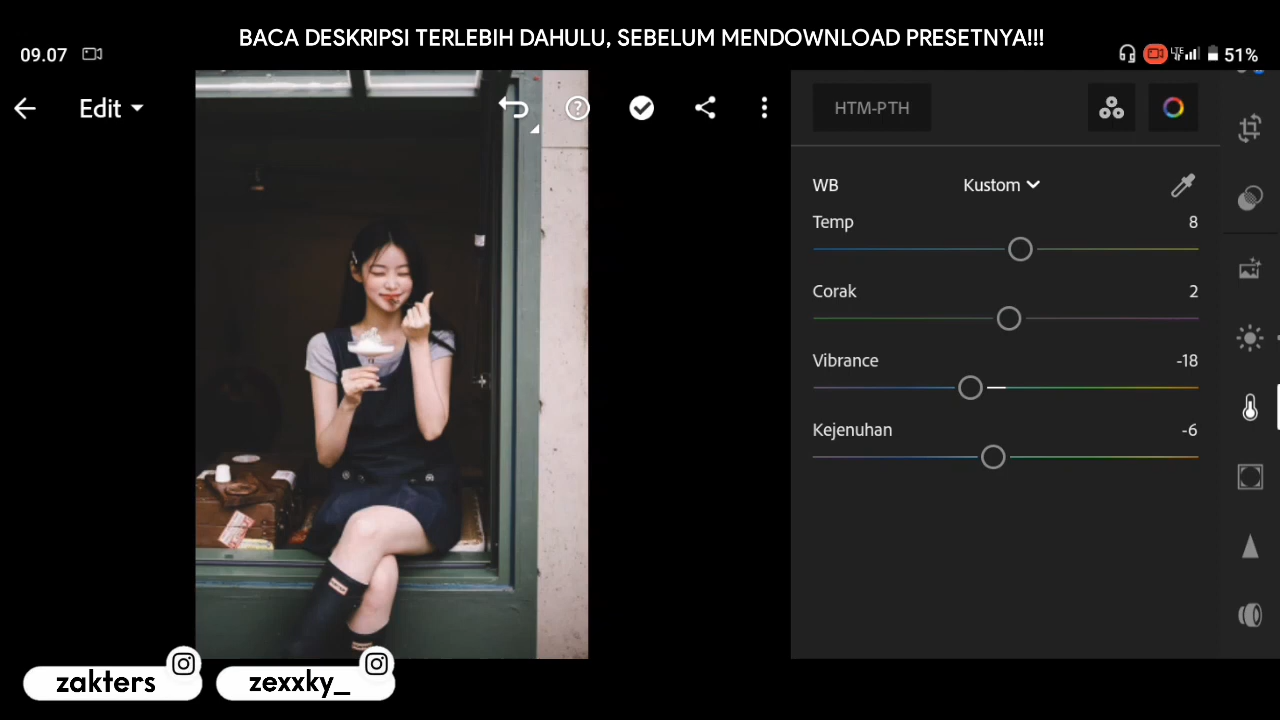 BACA DESKRIPSI TERLEBIH DAHULU, SEBELUM MENDOWNLOAD PRESETNYA!!!
09.07
LTE
51%
Edit
HTM-PTH
WB
Kustom
Temp
8
Corak
2
Vibrance
-18
Kejenuhan
-6
zakters
zexxky_